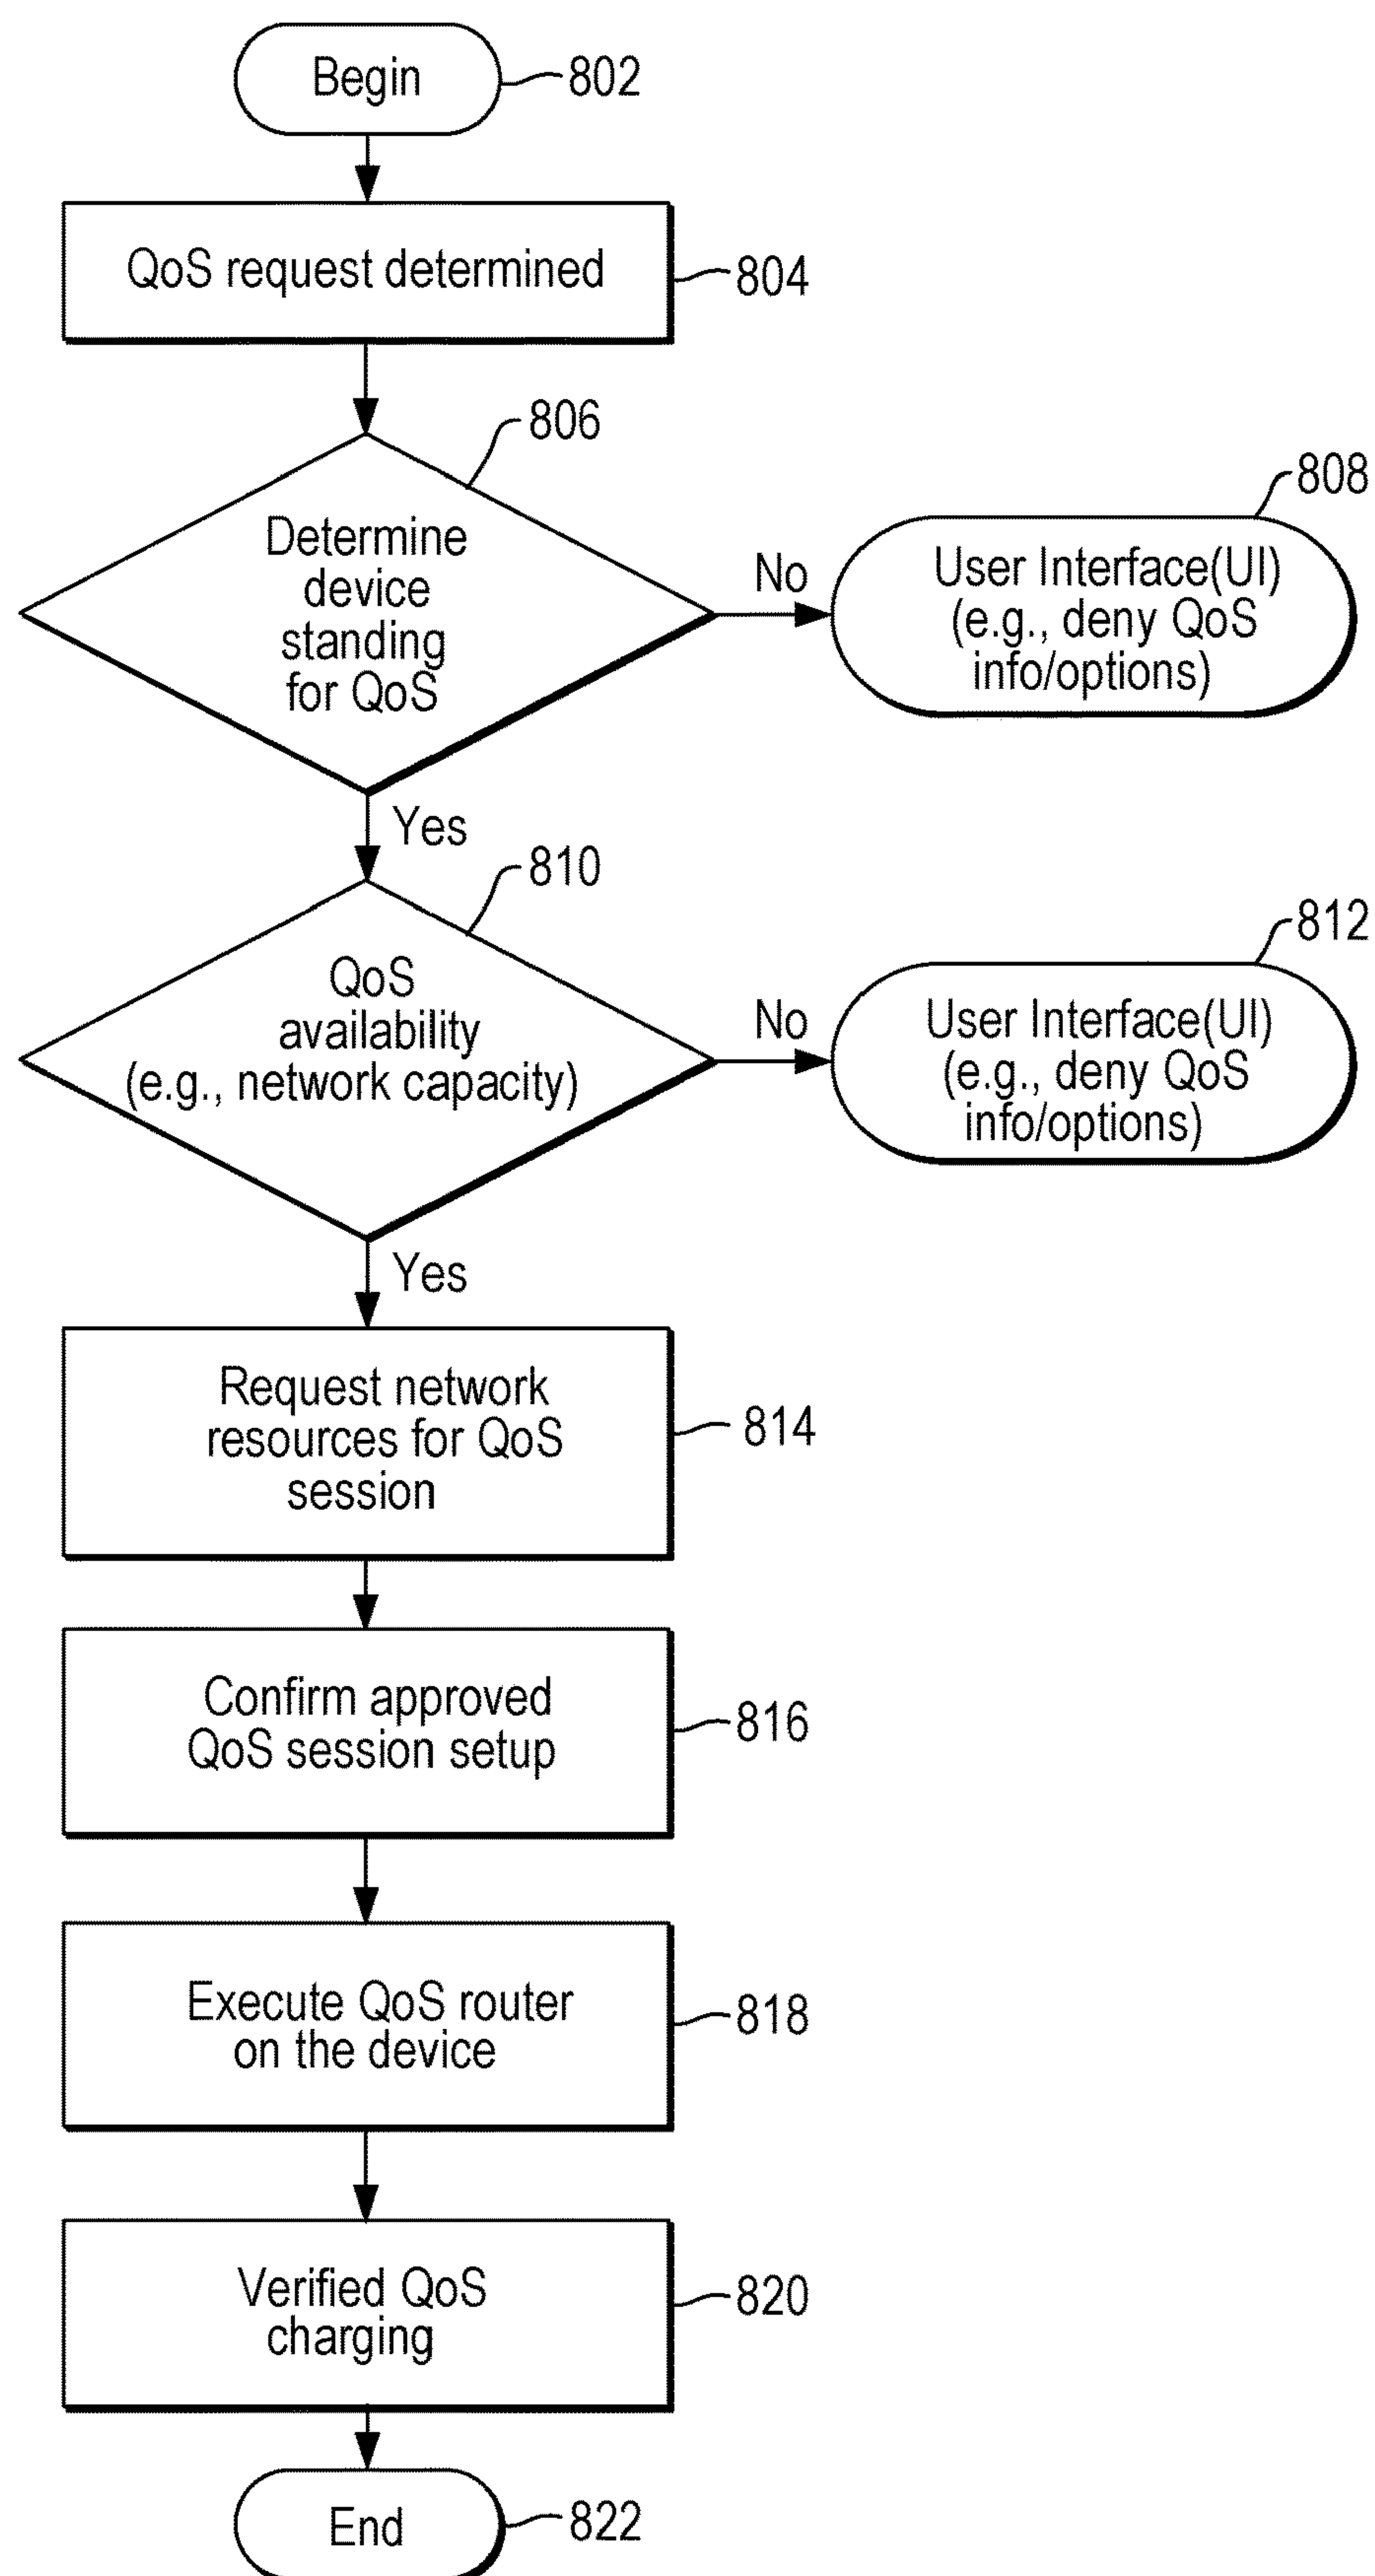 Begin
802
QoS request determined
804
806
Determine
device
standing
for QoS
No
808
User Interface(UI)
(e.g., deny QoS
info/options)
Yes
810
QoS
availability
(e.g., network capacity)
No
812
User Interface(UI)
(e.g., deny QoS
info/options)
Yes
Request network
resources for QoS
session
814
Confirm approved
QoS session setup
816
Execute QoS router
on the device
818
Verified QoS
charging
820
End
822